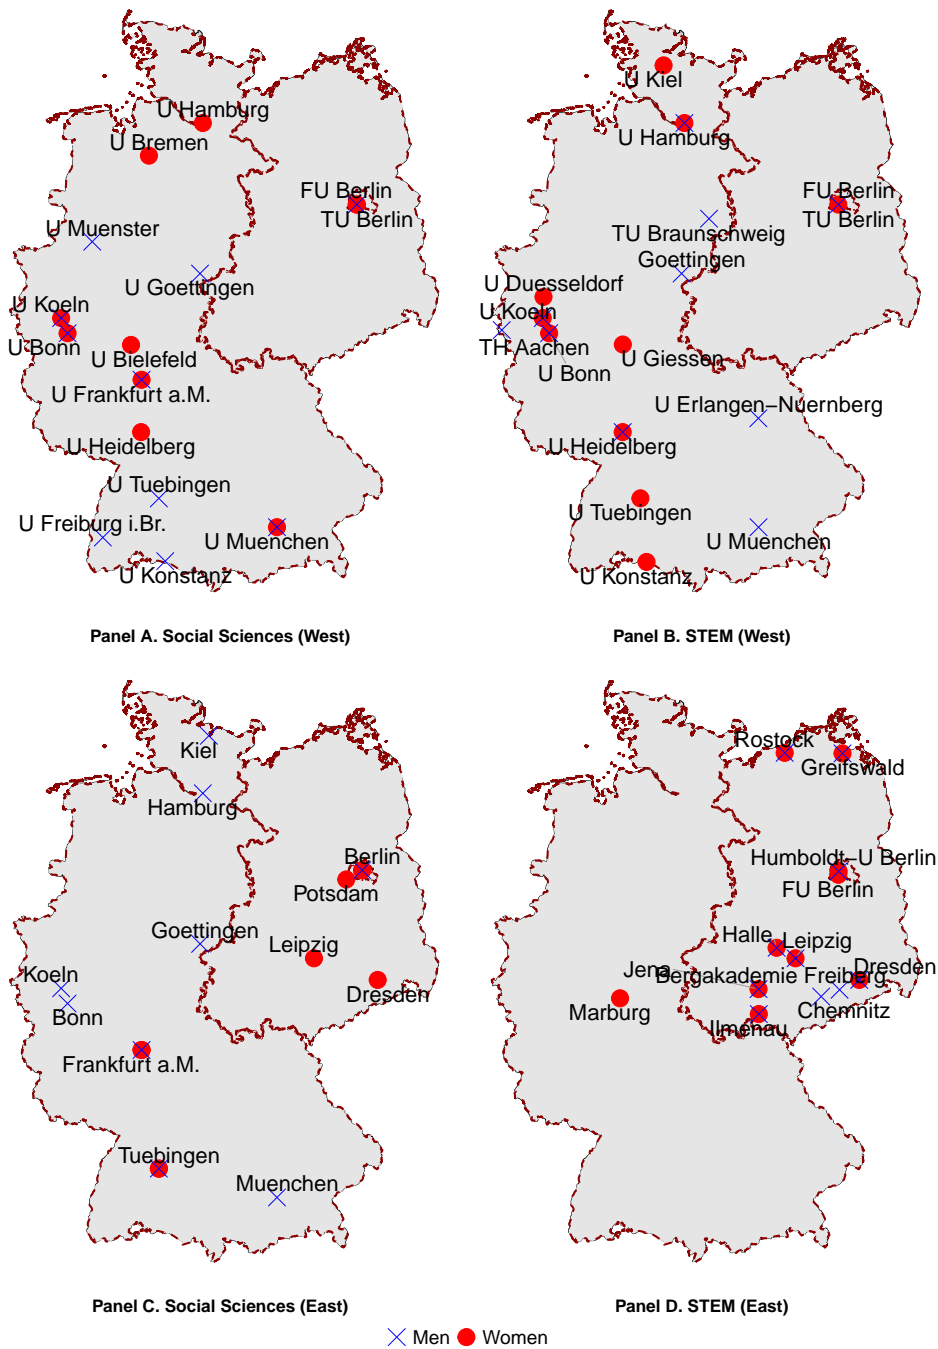 U Hamburg
U Bremen
FU Berlin
TU Berlin
U Muenster
U Goettingen
U Koeln
U Bonn
U Bielefeld
U Frankfurt a.M.
U Heidelberg
U Tuebingen
U Freiburg i.Br.
U Muenchen
U Konstanz
Panel A. Social Sciences (West)
U Kiel
U Hamburg
FU Berlin
TU Berlin
TU Braunschweig
Goettingen
U Duesseldorf
U Koeln
TH Aachen
U Giessen
U Bonn
U Erlangen−Nuernberg
U Heidelberg
U Tuebingen
U Muenchen
U Konstanz
Panel B. STEM (West)
Kiel
Hamburg
Berlin
Potsdam
Goettingen
Leipzig
Koeln
Dresden
Bonn
Frankfurt a.M.
Tuebingen
Muenchen
Panel C. Social Sciences (East)
Rostock
Greifswald
Humboldt−U Berlin
FU Berlin
Halle
Leipzig
Dresden
Jena
Bergakademie Freiberg
Marburg
Chemnitz
Ilmenau
Panel D. STEM (East)
Men Women